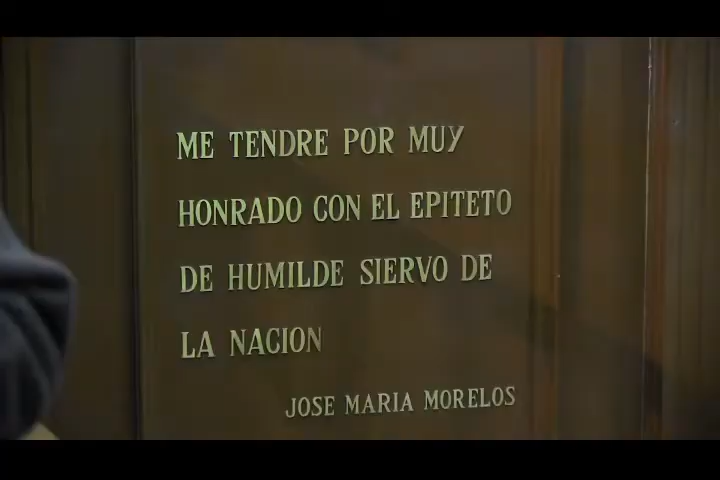 ME TENDRE POR MUY
HONRADO CON EL EPITETO
DE HUMILDE SIERVO DE
LA NACION
JOSE MARIA MORELOS